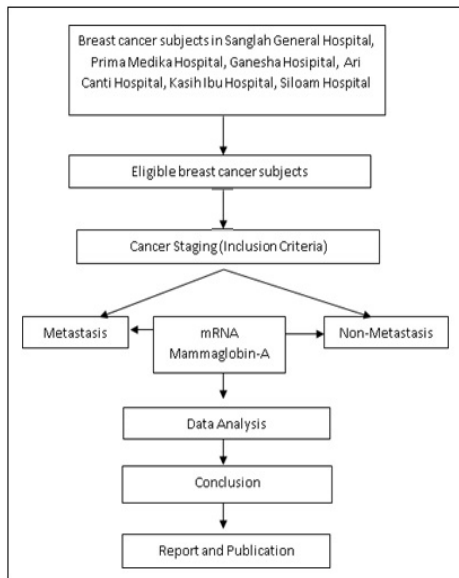 Breast cancer subjects in Sanglah General Hospital,
Prima Medika Hospital, Ganesha Hosipital, Ari
Canti Hospital, Kasih Ibu Hospital, Siloam Hospital
Eligible breast cancer subjects
Cancer Staging (Inclusion Criteria)
Metastasis
mRNA
Mammaglobin-A
Non-Metastasis
Data Analysis
Conclusion
Report and Publication